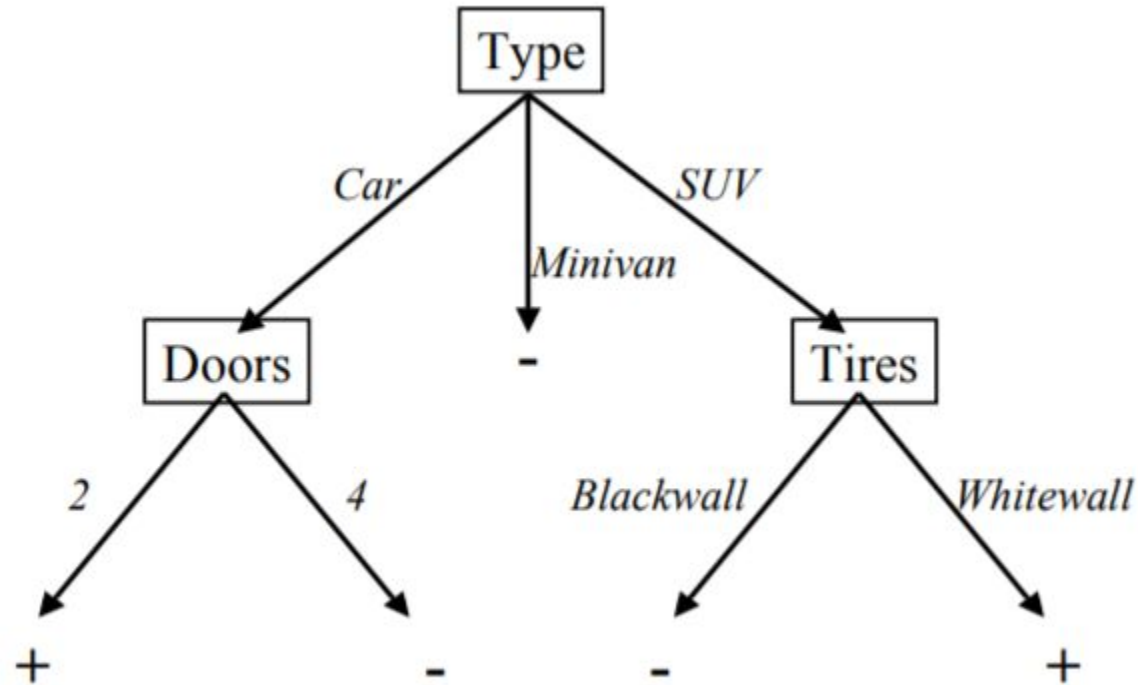 Type
Car
SUV
Minivan
Doors
-
Tires
2
4
Blackwall
Whitewall
+
-
-
+